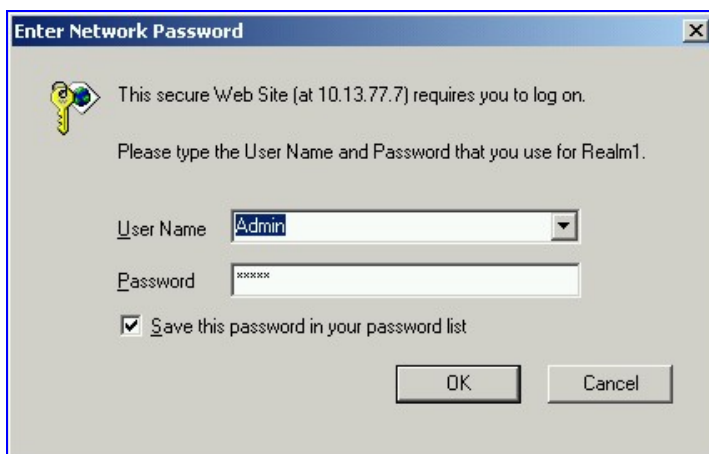 Enter Network Password
This secure Web Site (at 10.13.77.7) requires you to log on.
Please type the User Name and Password that you use for Realm1.
User Name Admin
Password *****
Save this password in your password list
OK Cancel